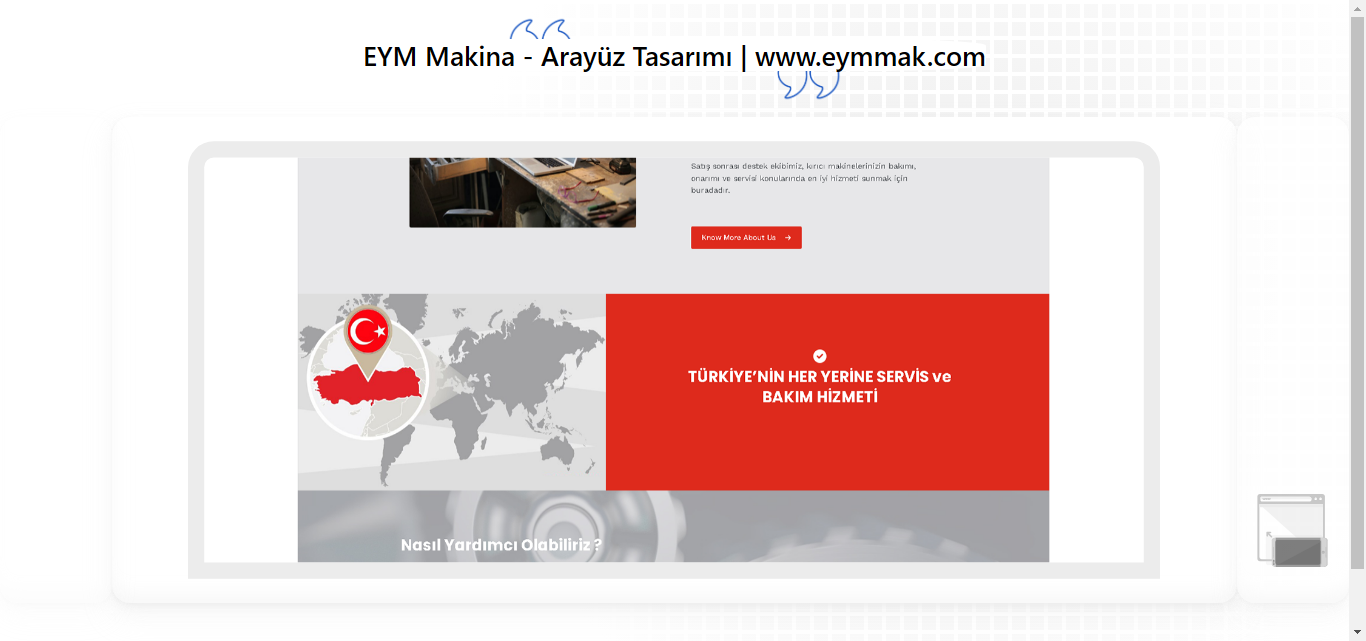 EYM Makina - Arayüz Tasarımı | www.eymmak.com
Satış sonrası destek ekibimiz, kırıcı makinelerinizin bakımı,
onarımı ve servisi konularında en iyi hizmeti sunmak için
buradadır.
Know More About Us
TÜRKİYE’NİN HER YERİNE SERVİS ve
BAKIM HİZMETİ
Nasıl Yardımcı Olabiliriz ?